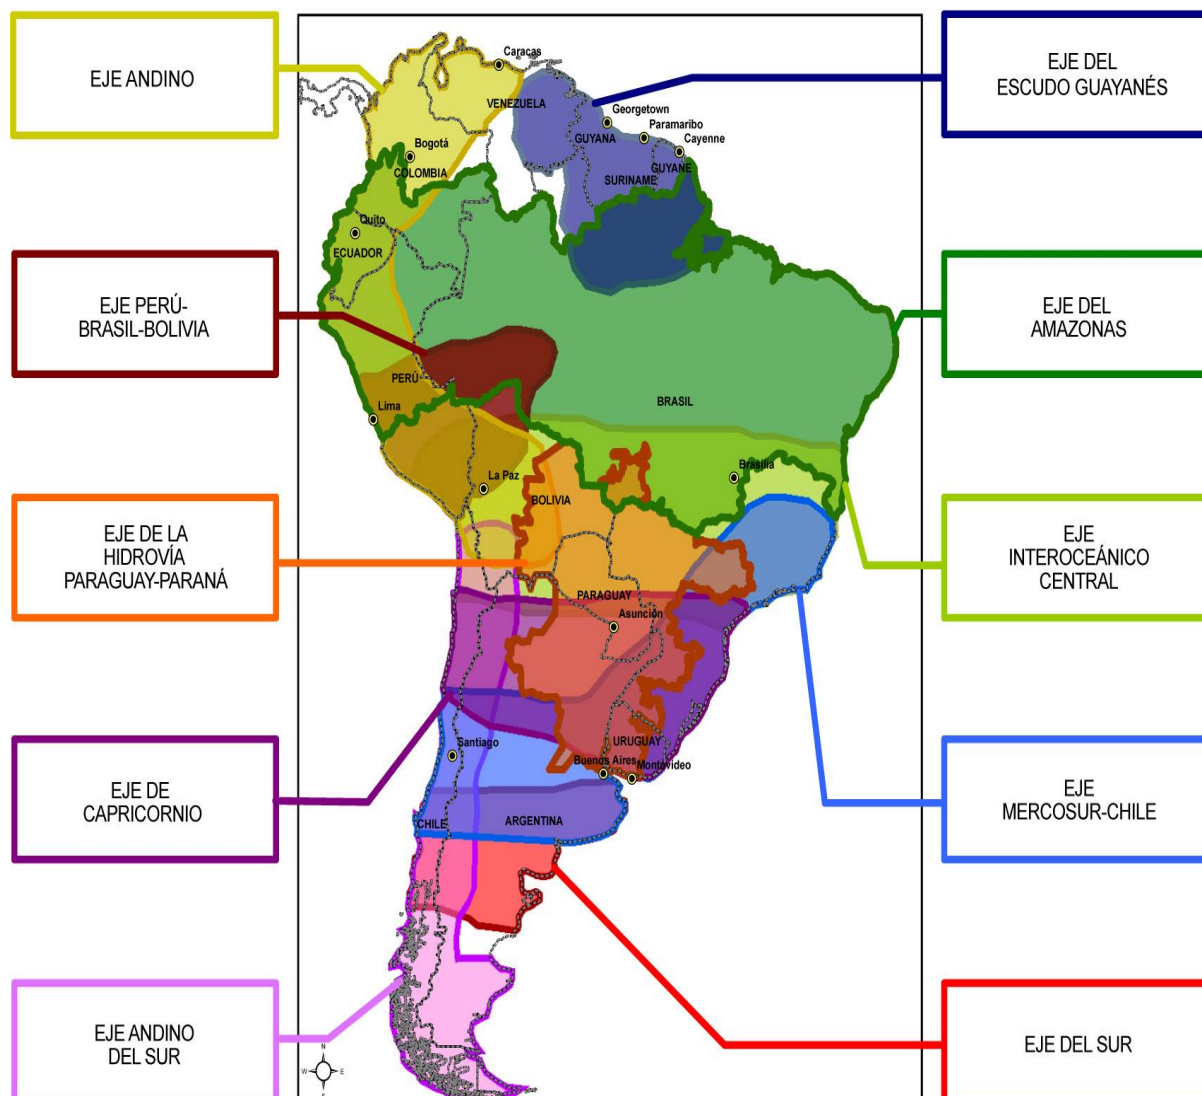 EJE ANDINO
EJE DEL
ESCUDO GUAYANÉS
EJE PERÚ-
BRASIL-BOLIVIA
EJE DEL
AMAZONAS
EJE DE LA
HIDROVÍA
PARAGUAY-PARANÁ
EJE
INTEROCEÁNICO
CENTRAL
EJE DE
CAPRICORNIO
EJE
MERCOSUR-CHILE
EJE ANDINO
DEL SUR
EJE DEL SUR
Caracas
VENEZUELA
Georgetown
Paramaribo
GUYANA
Cayenne
Bogotá
COLOMBIA
GUYANE
SURINAME
Quito
ECUADOR
PERÚ
BRASIL
Lima
Brasilia
La Paz
BOLIVIA
PARAGUAY
Asunción
URUGUAY
Santiago
Buenos Aires
Montevideo
CHILE
ARGENTINA
N
W
E